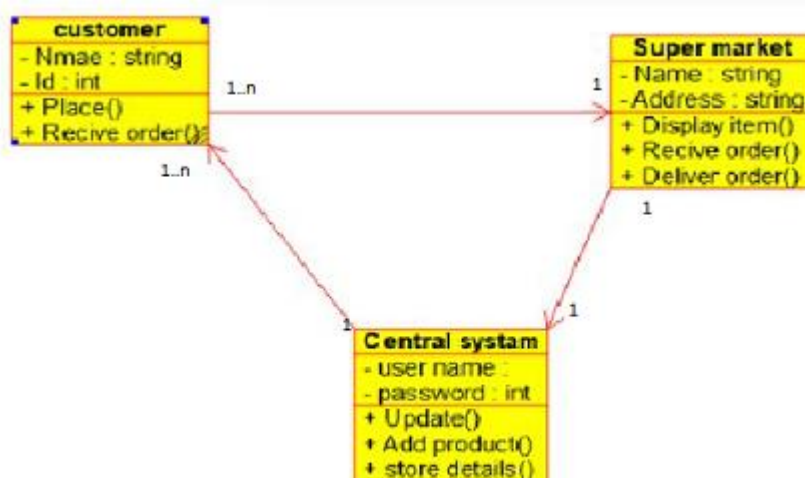 customer
- Nmae : string
- Id : int
+ Place()
+ Recive order()
1..n
1
Super market
- Name : string
- Address : string
+ Display item()
+ Recive order()
+ Deliver order()
1..n
1
1
1
Central systam
- user name :
- password : int
+ Update()
+ Add product()
+ store details()